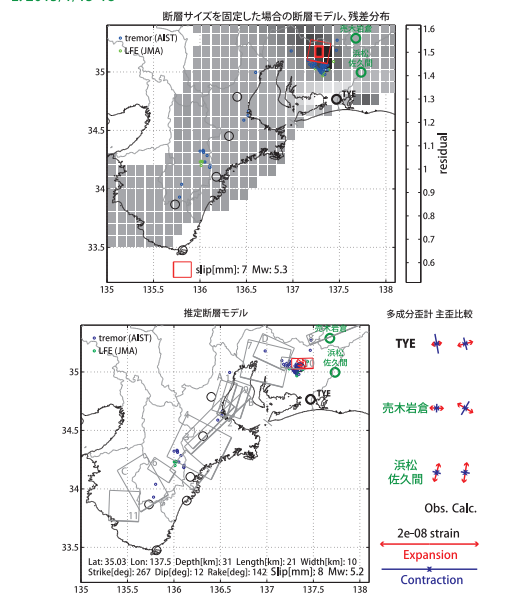 断層サイズを固定した場合の断層モデル、残差分布
tremor (AIST)
LFE (JMA)
売木岩倉
浜松
佐久間
TYE
35
34.5
34
33.5
135
135.5
136
136.5
137
137.5
138
slip[mm]: 7 Mw: 5.3
1.6
1.5
1.4
1.3
1.2
1.1
1
0.9
0.8
0.7
0.6
residual
推定断層モデル
tremor (AIST)
LFE (JMA)
売木岩倉
浜松
佐久間
TYE
35
34.5
34
33.5
11
Lat: 35.03 Lon: 137.5 Depth[km]: 31 Length[km]: 21 Width[km]: 10
Strike[deg]: 267 Dip[deg]: 12 Rake[deg]: 142 Slip[mm]: 8 Mw: 5.2
135
135.5
136
136.5
137
137.5
138
多成分歪計 主歪比較
TYE
売木岩倉
浜松
佐久間
Obs. Calc.
2e-08 strain
Expansion
Contraction